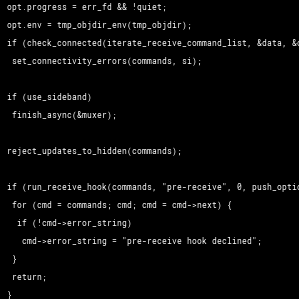 opt.progress = err_fd && !quiet;
opt.env = tmp_objdir_env(tmp_objdir);
if (check_connected(iterate_receive_command_list, &data, &
set_connectivity_errors(commands, si);
if (use_sideband)
finish_async(&muxer);
reject_updates_to_hidden(commands);
if (run_receive_hook(commands, "pre-receive", 0, push_optio
for (cmd = commands; cmd; cmd = cmd->next) {
if (!cmd->error_string)
cmd->error_string = "pre-receive hook declined";
}
return;
}